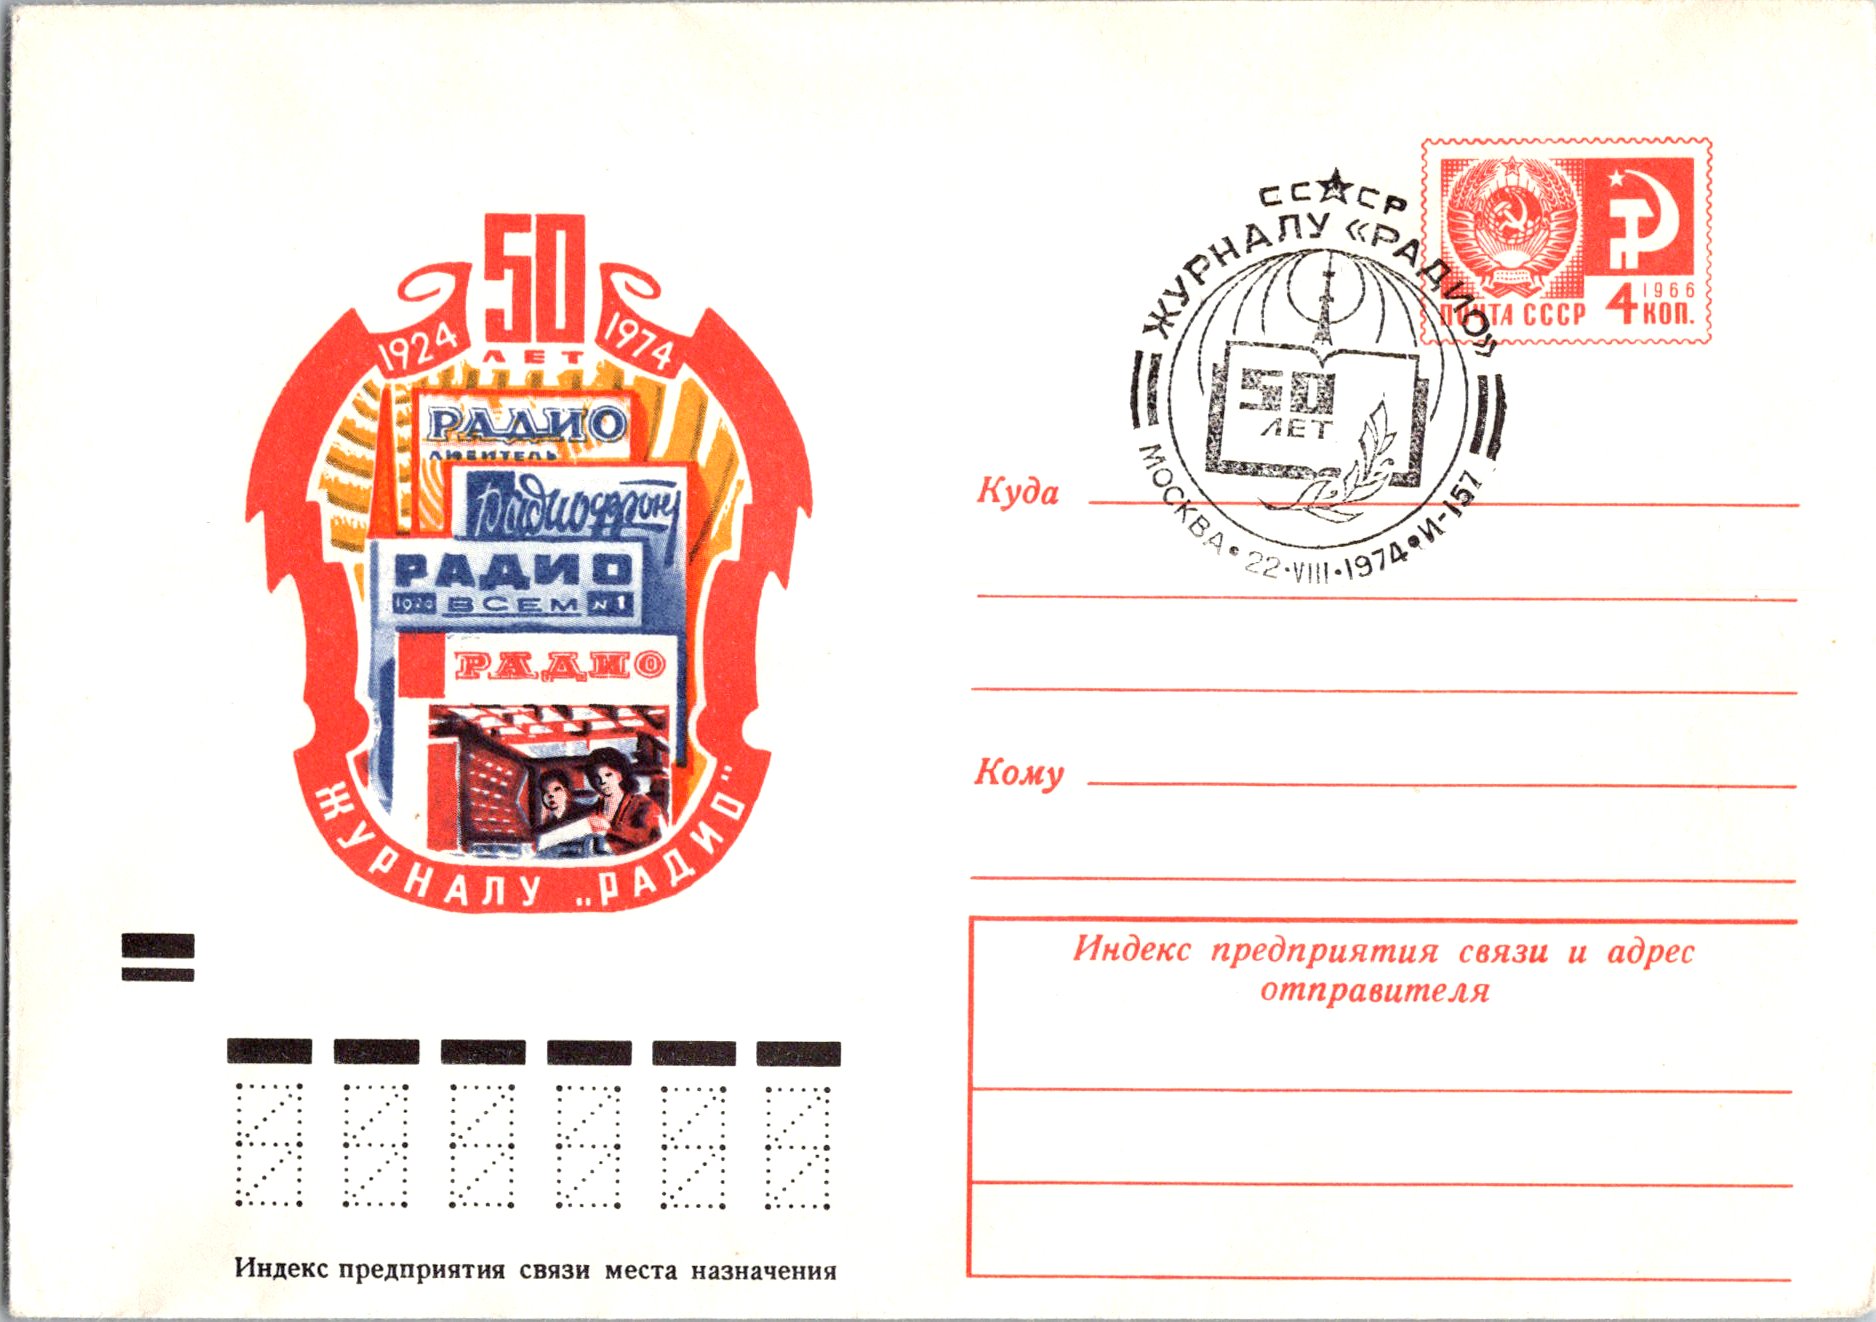 50
ЛЕТ
1924
1974
РАДИО
ЛЮБИТЕЛЬ
Радиофронт
РАДИО
ВСЕМ
N 1
РАДИО
ЖУРНАЛУ „РАДИО"
СССР
ЖУРНАЛУ «РАДИО»
50
ЛЕТ
МОСКВА • 22•VIII•1974 • И-157
1966
ПОЧТА СССР 4 КОП.
Куда
Кому
Индекс предприятия связи и адрес
отправителя
Индекс предприятия связи места назначения